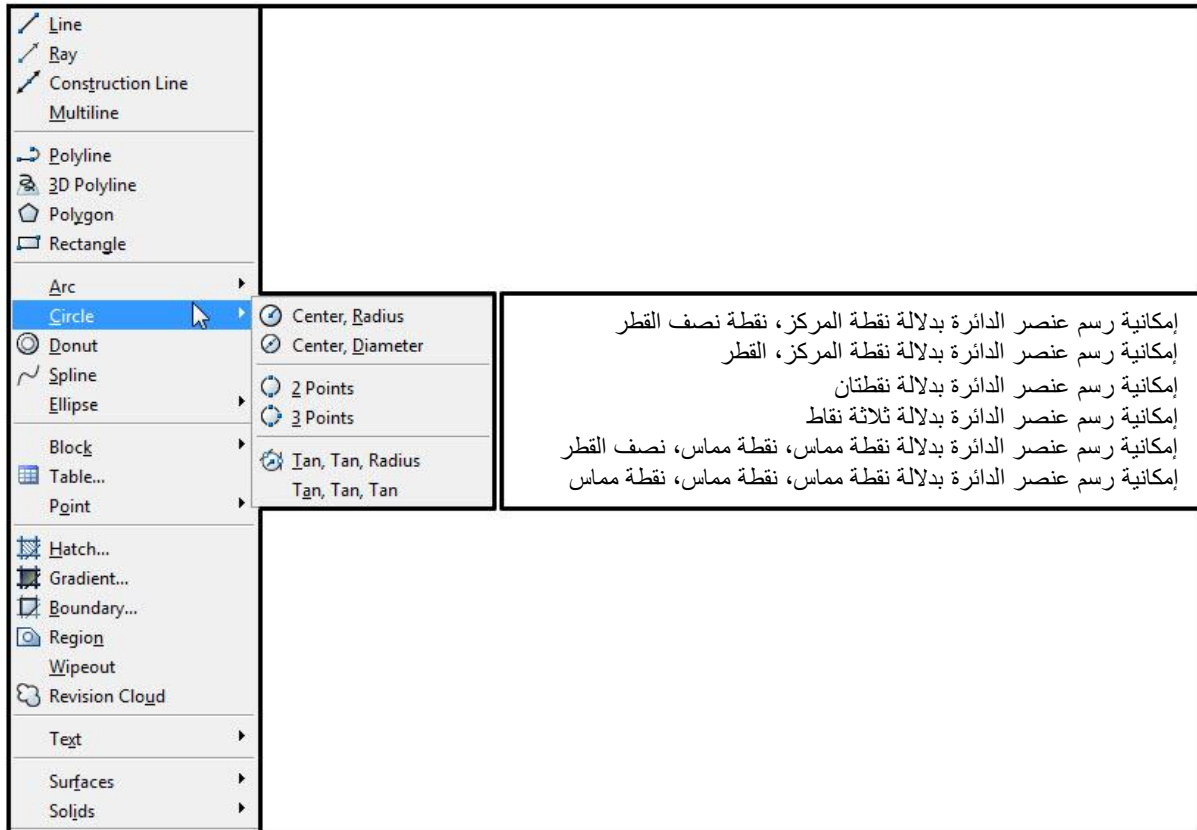 Line
Ray
Construction Line
Multiline
Polyline
3D Polyline
Polygon
Rectangle
Arc
Circle
Donut
Spline
Ellipse
Block
Table...
Point
Hatch...
Gradient...
Boundary...
Region
Wipeout
Revision Cloud
Text
Surfaces
Solids
Center, Radius
Center, Diameter
2 Points
3 Points
Tan, Tan, Radius
Tan, Tan, Tan
إمكانية رسم عنصر الدائرة بدلالة نقطة المركز، نقطة نصف القطر
إمكانية رسم عنصر الدائرة بدلالة نقطة المركز، القطر
إمكانية رسم عنصر الدائرة بدلالة نقطتان
إمكانية رسم عنصر الدائرة بدلالة ثلاثة نقاط
إمكانية رسم عنصر الدائرة بدلالة نقطة مماس، نقطة مماس، نصف القطر
إمكانية رسم عنصر الدائرة بدلالة نقطة مماس، نقطة مماس، نقطة مماس